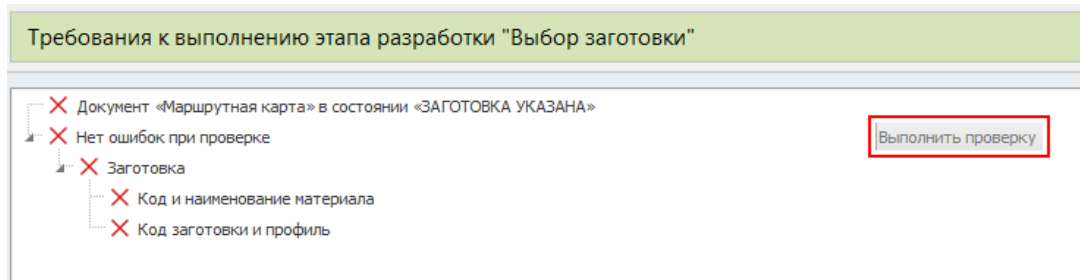 Требования к выполнению этапа разработки "Выбор заготовки"
Документ «Маршрутная карта» в состоянии «ЗАГОТОВКА УКАЗАНА»
Нет ошибок при проверке
Выполнить проверку
Заготовка
Код и наименование материала
Код заготовки и профиль